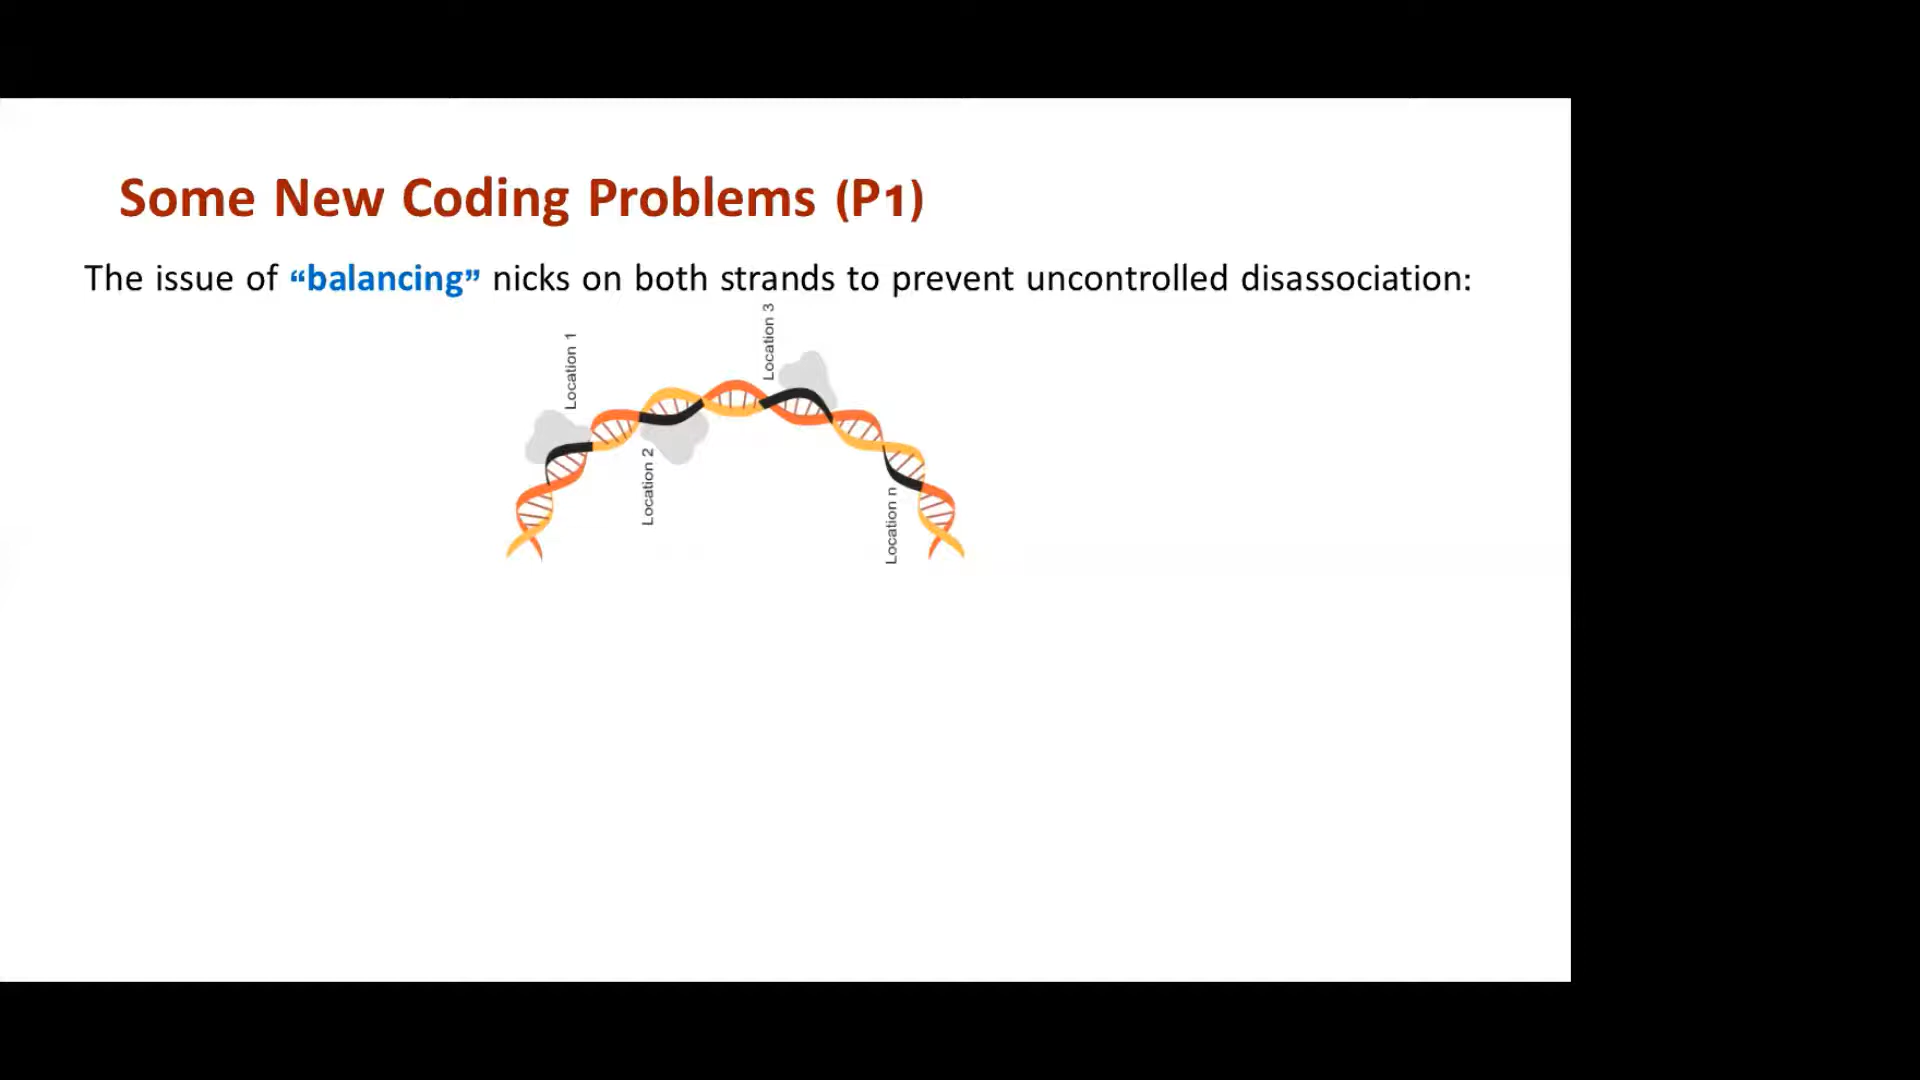 Some New Coding Problems (P1)
The issue of “balancing” nicks on both strands to prevent uncontrolled disassociation:
Location 1
Location 2
Location 3
Location n